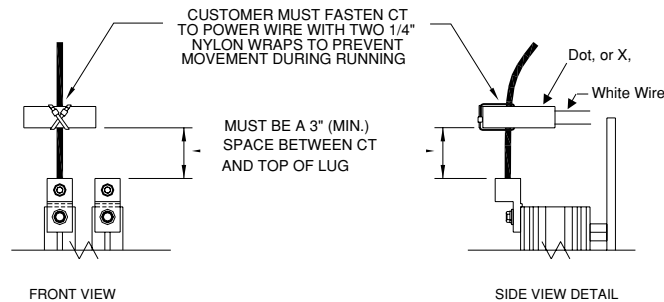 CUSTOMER MUST FASTEN CT
TO POWER WIRE WITH TWO 1/4"
NYLON WRAPS TO PREVENT
MOVEMENT DURING RUNNING
Dot, or X,
White Wire
MUST BE A 3" (MIN.)
SPACE BETWEEN CT
AND TOP OF LUG
FRONT VIEW
SIDE VIEW DETAIL